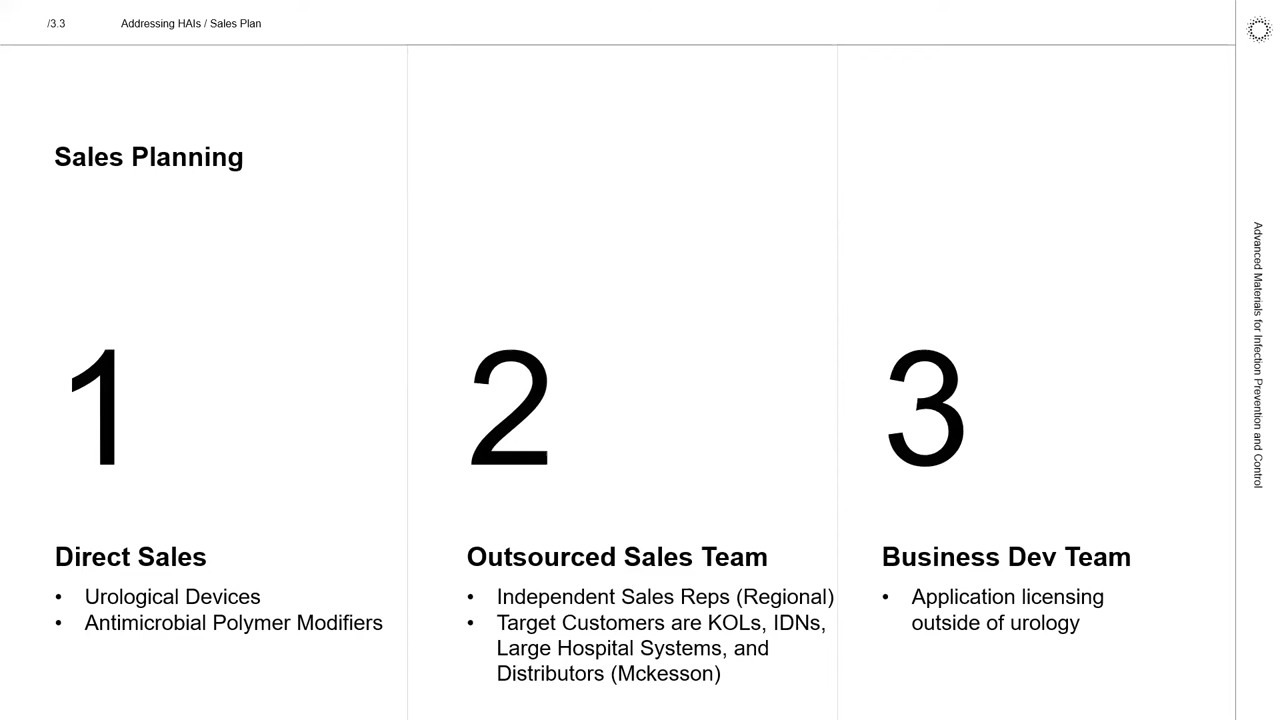 /3.3
Addressing HAIs / Sales Plan
Sales Planning
1
Direct Sales
• Urological Devices
• Antimicrobial Polymer Modifiers
2
Outsourced Sales Team
• Independent Sales Reps (Regional)
• Target Customers are KOLs, IDNs,
Large Hospital Systems, and
Distributors (Mckesson)
3
Business Dev Team
• Application licensing
outside of urology
Advanced Materials for Infection Prevention and Control